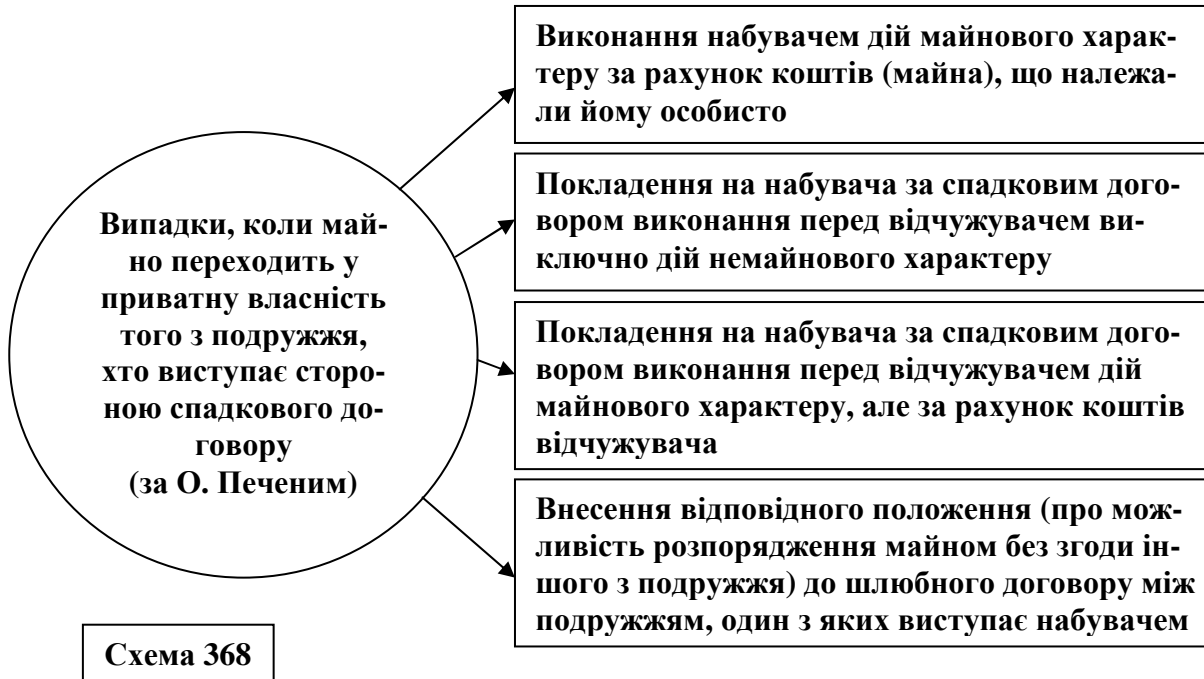 Випадки, коли май-
но переходить у
приватну власність
того з подружжя,
хто виступає сторо-
ною спадкового до-
говору
(за О. Печеним)
Виконання набувачем дій майнового харак-
теру за рахунок коштів (майна), що належа-
ли йому особисто
Покладення на набувача за спадковим дого-
вором виконання перед відчужувачем ви-
ключно дій немайнового характеру
Покладення на набувача за спадковим дого-
вором виконання перед відчужувачем дій
майнового характеру, але за рахунок коштів
відчужувача
Внесення відповідного положення (про мож-
ливість розпорядження майном без згоди ін-
шого з подружжя) до шлюбного договору між
подружжям, один з яких виступає набувачем
Схема 368